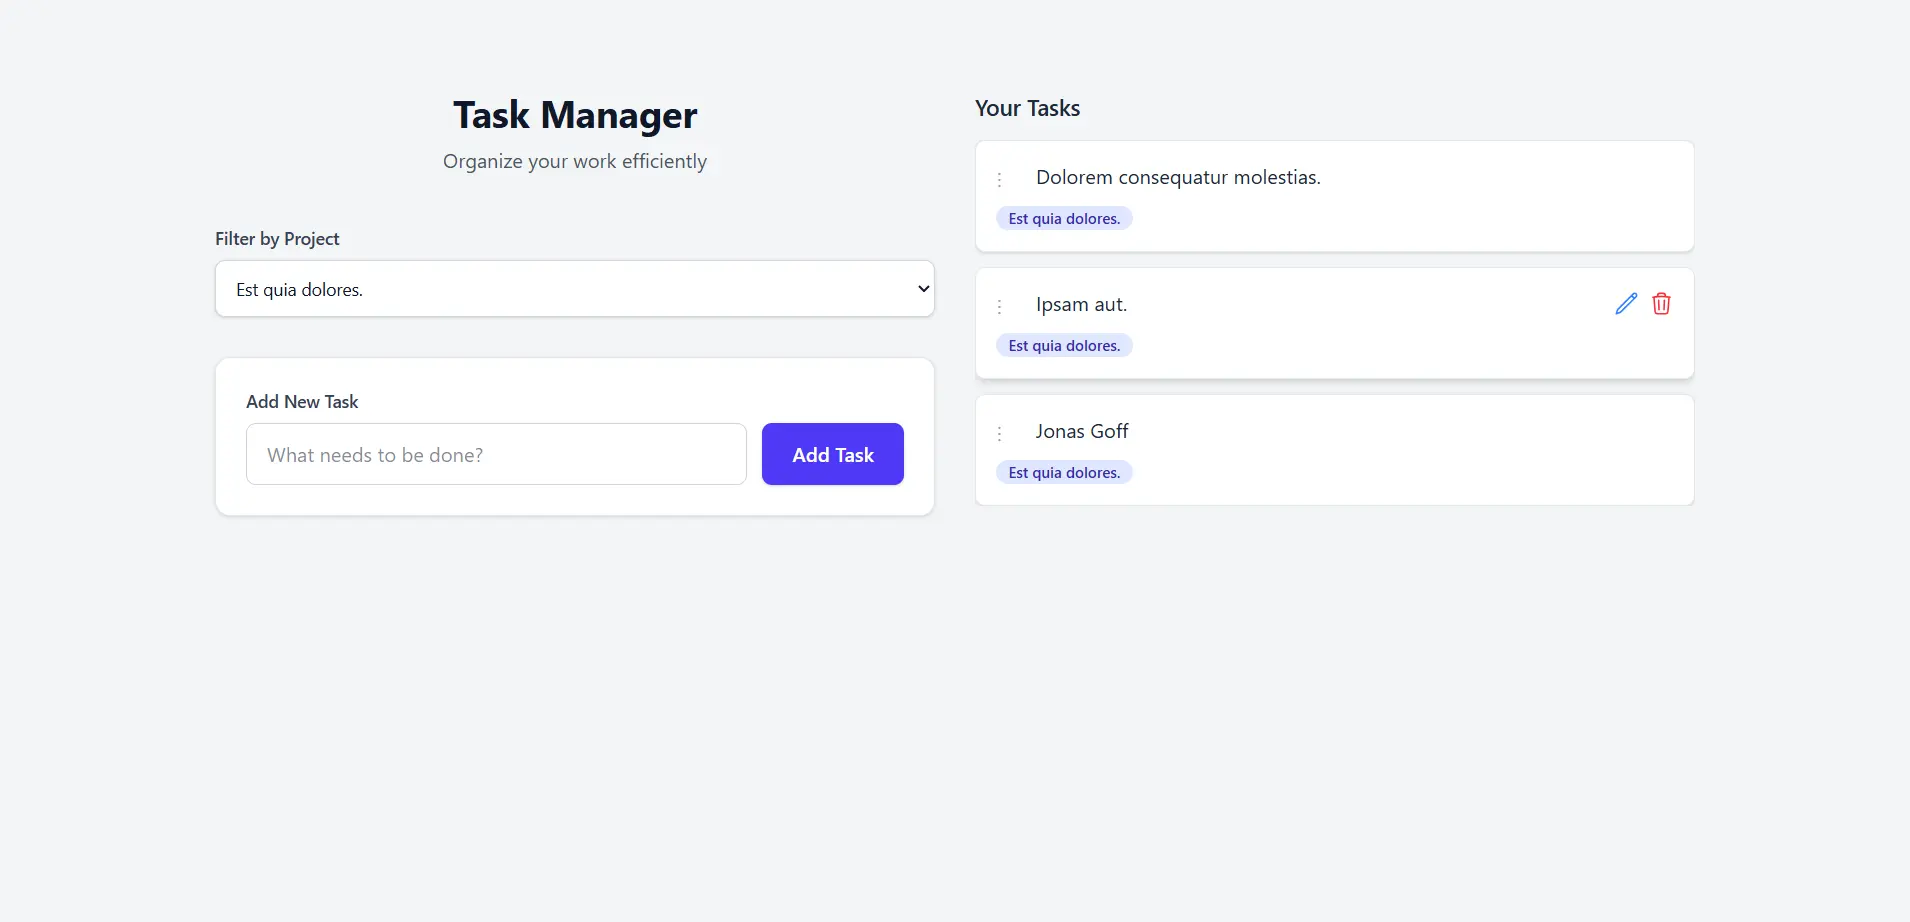 Task Manager
Organize your work efficiently
Filter by Project
Est quia dolores.
Add New Task
What needs to be done?
Add Task
Your Tasks
Dolorem consequatur molestias.
Est quia dolores.
Ipsam aut.
Est quia dolores.
Jonas Goff
Est quia dolores.